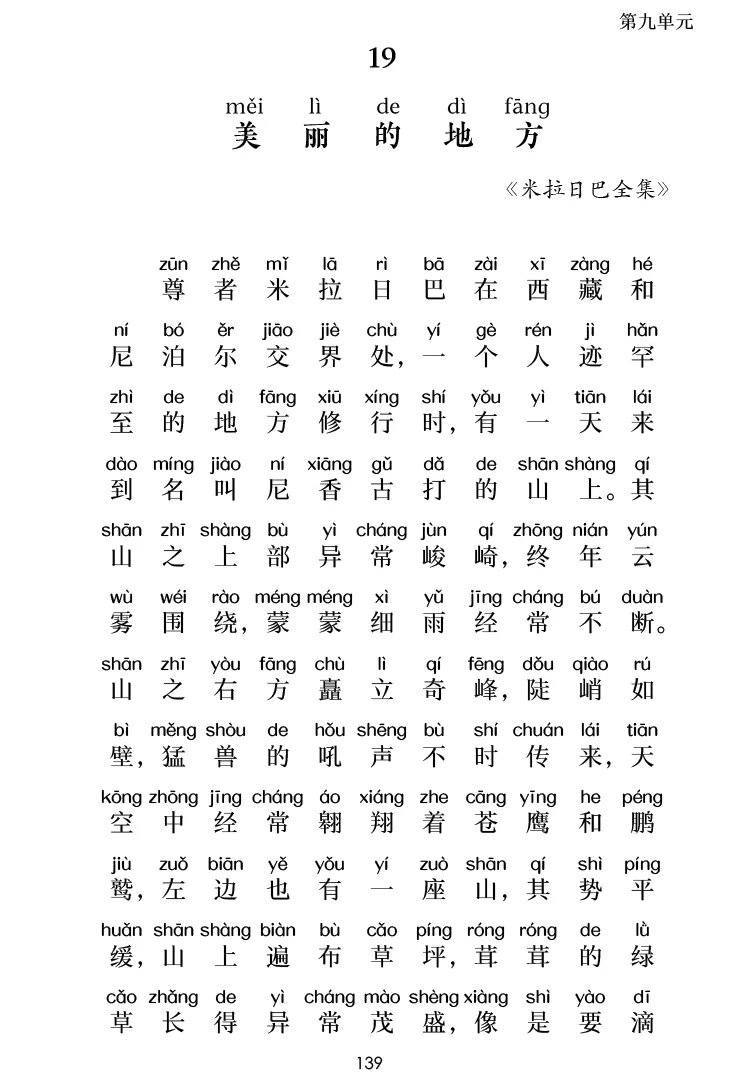 第九单元
19
měi lì de dì fāng
美丽的地方
《米拉日巴全集》
zūn zhě mǐ lā rì bā zài xī zàng hé
尊者米拉日巴在西藏和
ní bó ěr jiāo jiè chù yí gè rén jì hǎn
尼泊尔交界处，一个人迹罕
zhì de dì fāng xiū xíng shí yǒu yì tiān lái
至的地方修行时，有一天来
dào míng jiào ní xiāng gǔ dǎ de shān shàng qí
到名叫尼香古打的山上。其
shān zhī shàng bù yì cháng jùn qí zhōng nián yún
山之上部异常峻崎，终年云
wù wéi rào méng méng xì yǔ jīng cháng bú duàn
雾围绕，蒙蒙细雨经常不断。
shān zhī yòu fāng chù lì qí fēng dǒu qiào rú
山之右方矗立奇峰，陡峭如
bì měng shòu de hǒu shēng bù shí chuán lái tiān
壁，猛兽的吼声不时传来，天
kōng zhōng jīng cháng áo xiáng zhe cāng yīng he péng
空中经常翱翔着苍鹰和鹏
jiù zuǒ biān yě yǒu yí zuò shān qí shì píng
鹫，左边也有一座山，其势平
huǎn shān shàng biàn bù cǎo píng róng róng de lǜ
缓，山上遍布草坪，茸茸的绿
cǎo zhǎng de yì cháng mào shèng xiàng shì yào dī
草长得异常茂盛，像是要滴
139